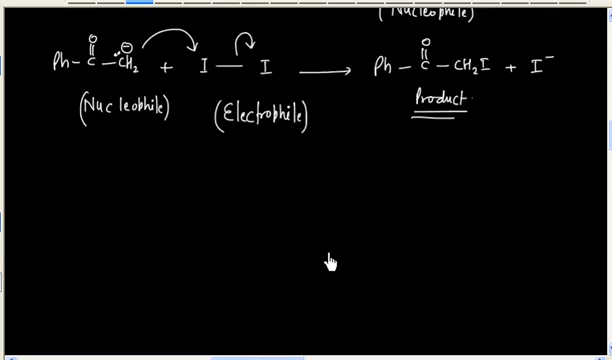 (Nucleophile)
O ⊖ O
Ph - C - CH₂ + I — I ⟶ Ph - C - CH₂I + I⁻
(Nucleophile) (Electrophile) Product